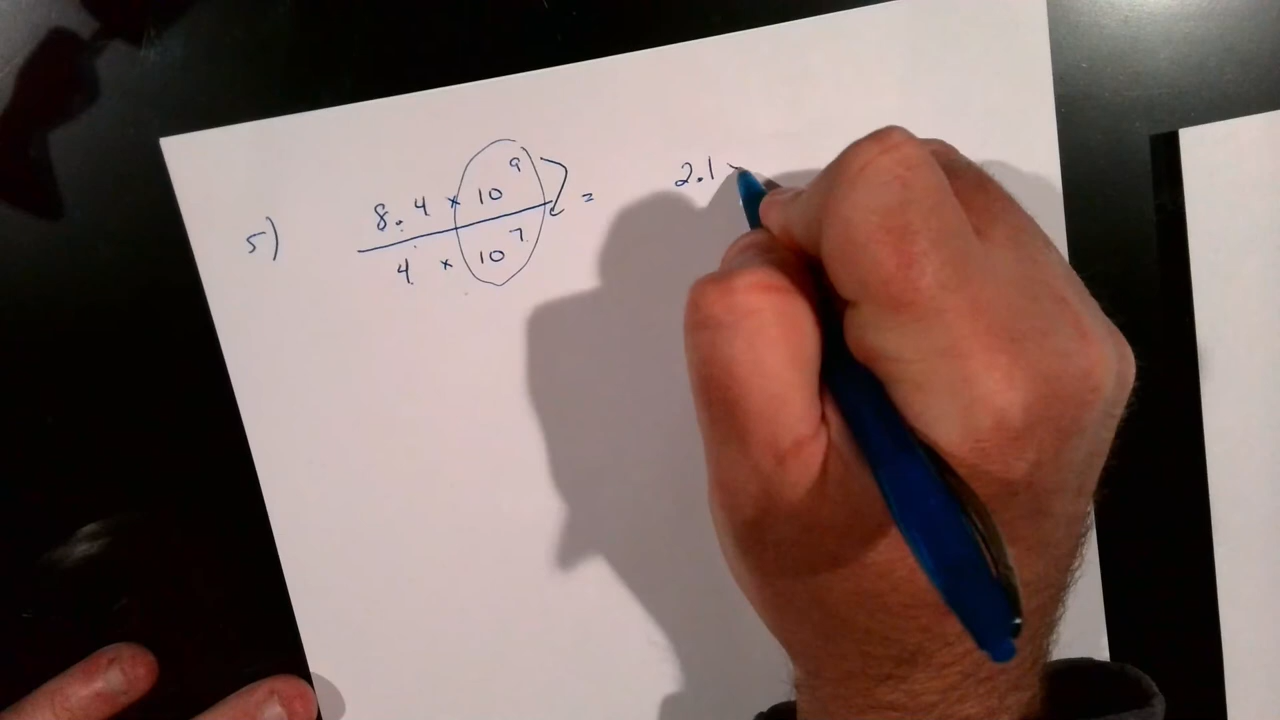 5) 8.4 × 10⁹ = 2.1 ×
4 × 10⁷